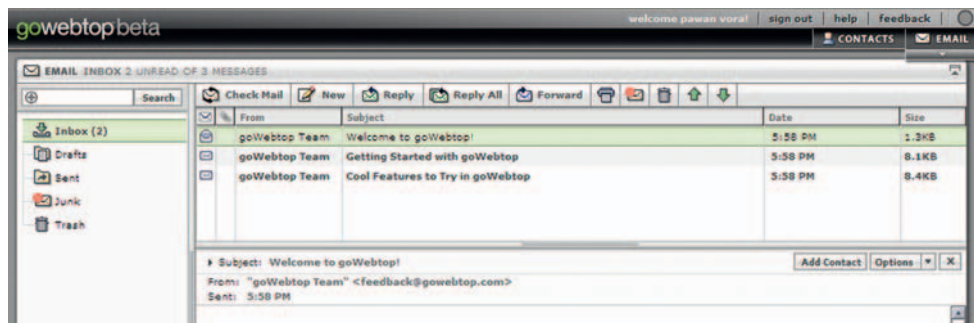 welcome pawan vora! | sign out | help | feedback |
gowebtop beta
CONTACTS EMAIL
EMAIL INBOX 2 UNREAD OF 3 MESSAGES
Search Check Mail New Reply Reply All Forward
From Subject Date Size
Inbox (2) goWebtop Team Welcome to goWebtop! 5:58 PM 1.3KB
Drafts goWebtop Team Getting Started with goWebtop 5:58 PM 8.1KB
Sent goWebtop Team Cool Features to Try in goWebtop 5:58 PM 8.4KB
Junk
Trash
Subject: Welcome to goWebtop! Add Contact Options
From: "goWebtop Team" <feedback@gowebtop.com>
Sent: 5:58 PM